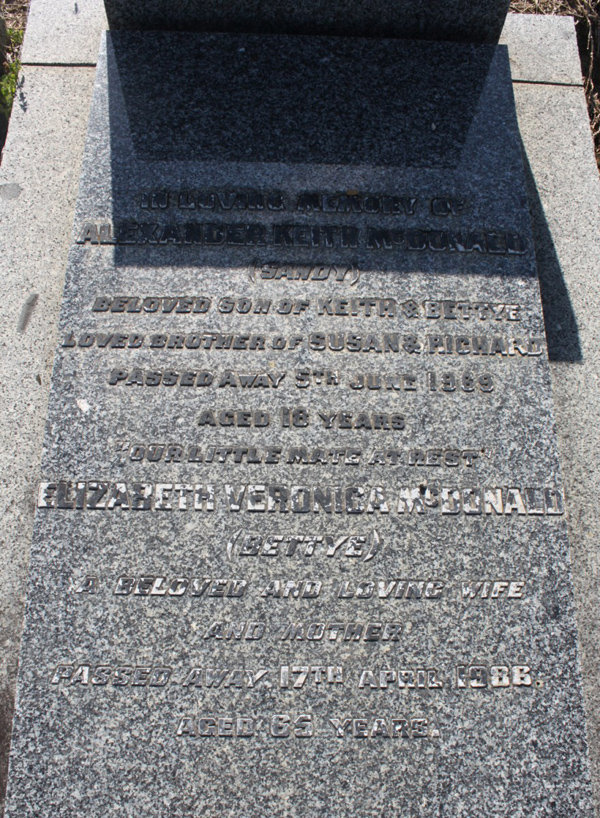 IN LOVING MEMORY OF
ALEXANDER KEITH McDONALD
(SANDY)
BELOVED SON OF KEITH & BETTYE
LOVED BROTHER OF SUSAN & RICHARD
PASSED AWAY 5TH JUNE 1969
AGED 18 YEARS
"OUR LITTLE MATE AT REST"
ELIZABETH VERONICA McDONALD
(BETTYE)
A BELOVED AND LOVING WIFE
AND MOTHER
PASSED AWAY 17TH APRIL 1986.
AGED 65 YEARS.